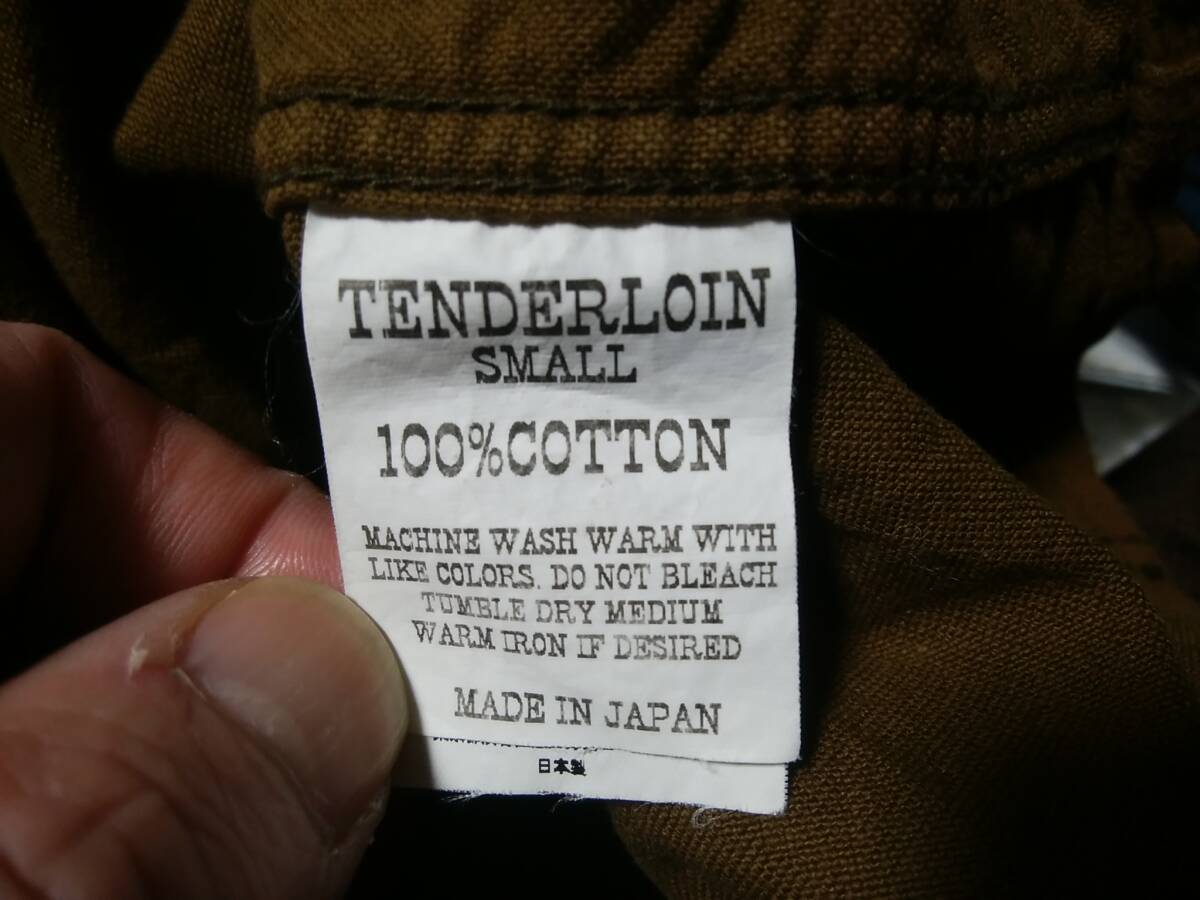 TENDERLOIN
SMALL
100%COTTON
MACHINE WASH WARM WITH
LIKE COLORS. DO NOT BLEACH
TUMBLE DRY MEDIUM
WARM IRON IF DESIRED
MADE IN JAPAN
日本製